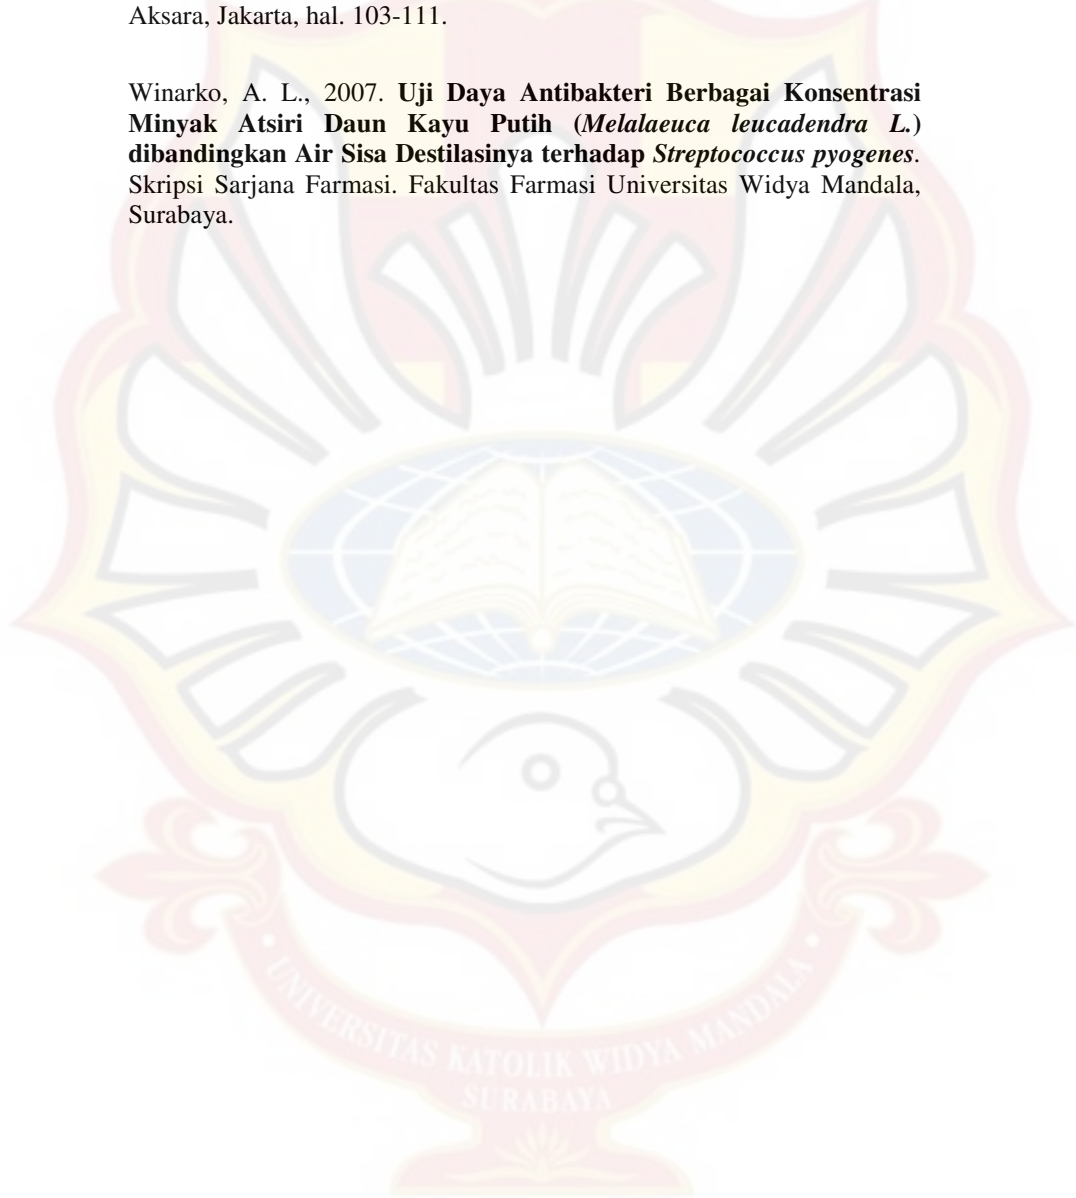 Aksara, Jakarta, hal. 103-111.
Winarko, A. L., 2007. Uji Daya Antibakteri Berbagai Konsentrasi
Minyak Atsiri Daun Kayu Putih (Melalaeuca leucadendra L.)
dibandingkan Air Sisa Destilasinya terhadap Streptococcus pyogenes.
Skripsi Sarjana Farmasi. Fakultas Farmasi Universitas Widya Mandala,
Surabaya.
UNIVERSITAS KATOLIK WIDYA MANDALA
SURABAYA